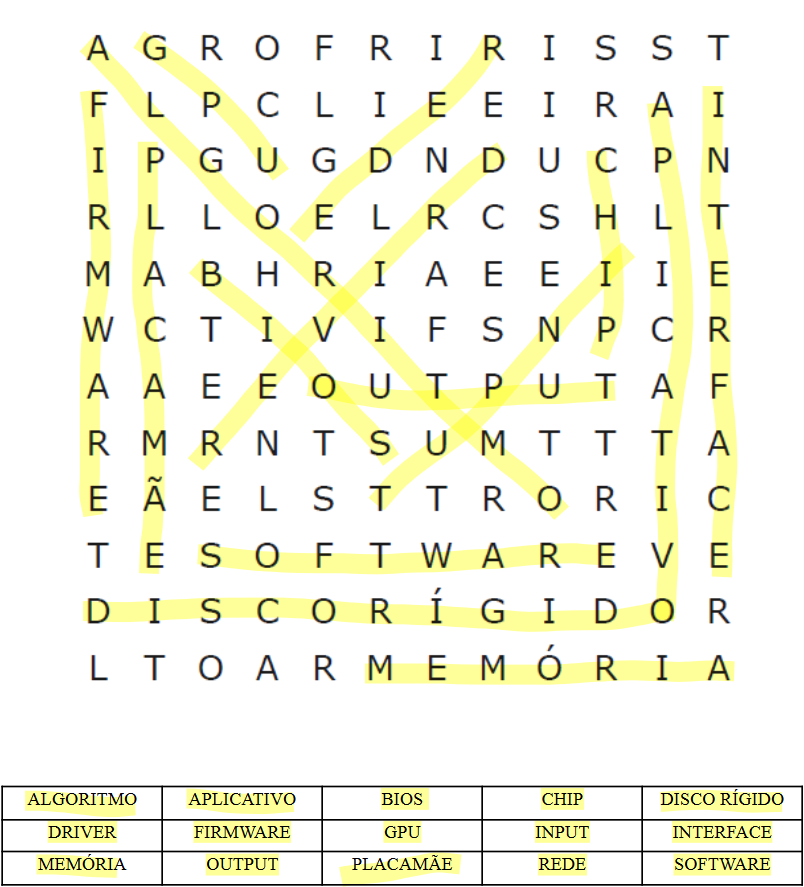 A G R O F R I R I S S T
F L P C L I E E I R A I
I P G U G D N D U C P N
R L L O E L R C S H L T
M A B H R I A E E I I E
W C T I V I F S N P C R
A A E E O U T P U T A F
R M R N T S U M T T T A
E Ã E L S T T R O R I C
T E S O F T W A R E V E
D I S C O R Í G I D O R
L T O A R M E M Ó R I A
ALGORITMO APLICATIVO BIOS CHIP DISCO RÍGIDO
DRIVER FIRMWARE GPU INPUT INTERFACE
MEMÓRIA OUTPUT PLACAMÃE REDE SOFTWARE